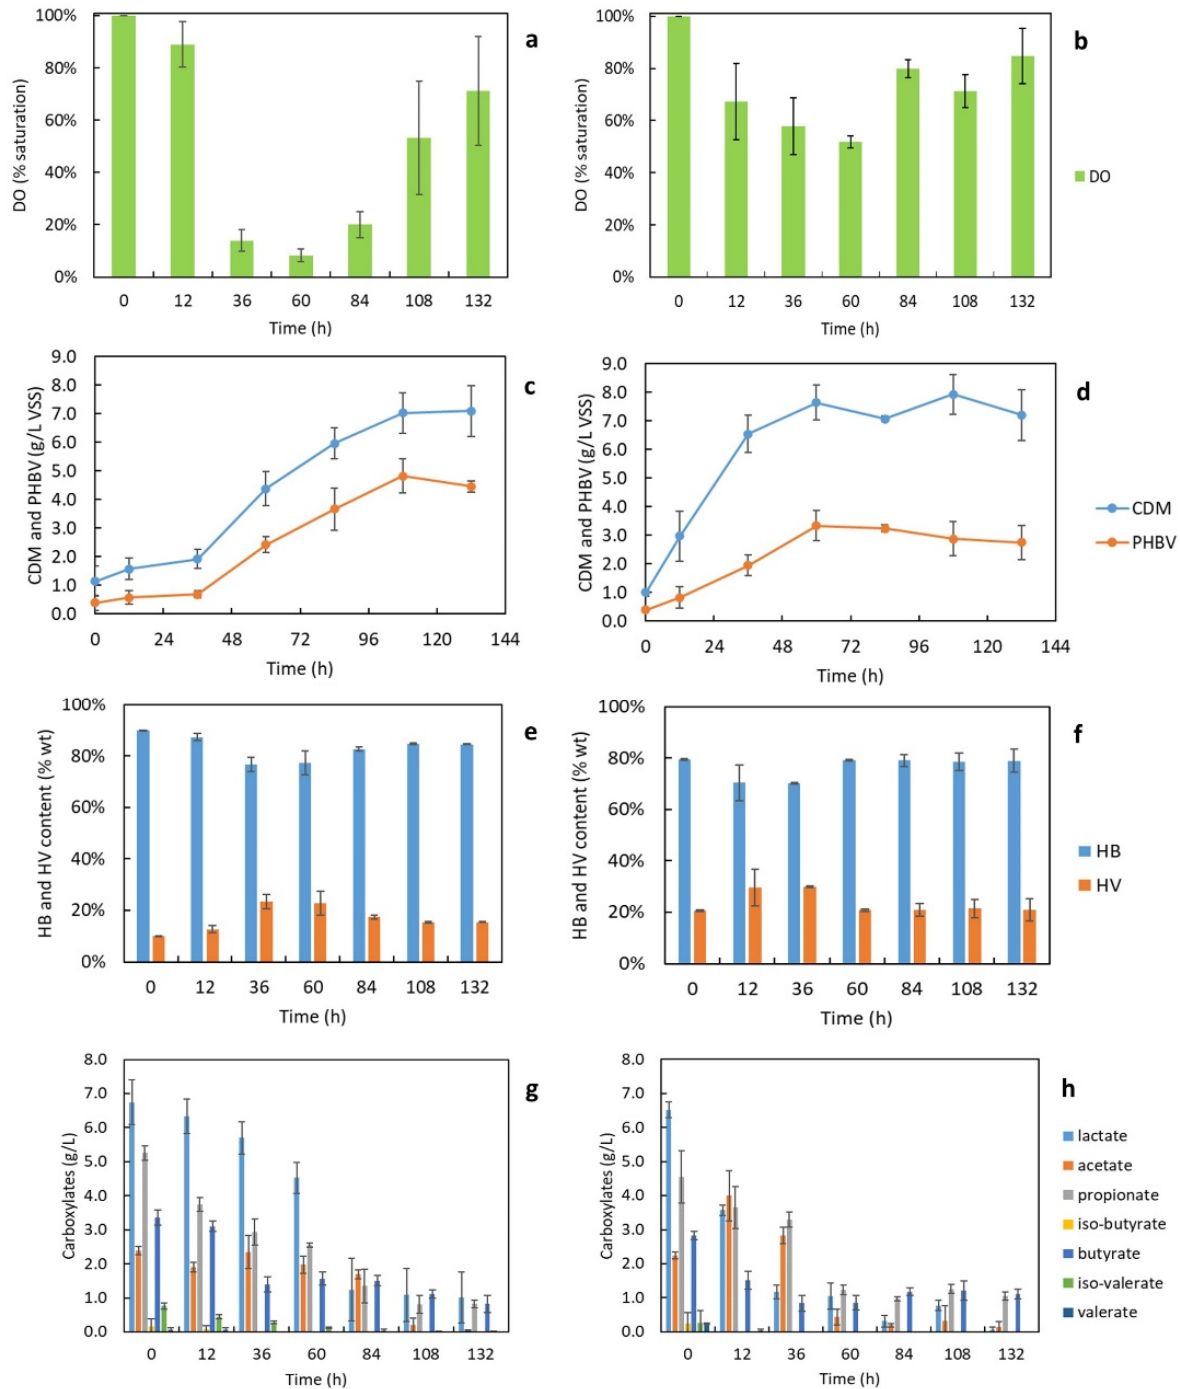 a
100%
80%
60%
40%
20%
0%
DO (% saturation)
0 12 36 60 84 108 132
Time (h)
b
100%
80%
60%
40%
20%
0%
DO (% saturation)
0 12 36 60 84 108 132
Time (h)
DO
c
9.0
8.0
7.0
6.0
5.0
4.0
3.0
2.0
1.0
0.0
CDM and PHBV (g/L VSS)
0 24 48 72 96 120 144
Time (h)
d
9.0
8.0
7.0
6.0
5.0
4.0
3.0
2.0
1.0
0.0
CDM and PHBV (g/L VSS)
0 24 48 72 96 120 144
Time (h)
CDM
PHBV
e
100%
80%
60%
40%
20%
0%
HB and HV content (% wt)
0 12 36 60 84 108 132
Time (h)
f
100%
80%
60%
40%
20%
0%
HB and HV content (% wt)
0 12 36 60 84 108 132
Time (h)
HB
HV
g
8.0
7.0
6.0
5.0
4.0
3.0
2.0
1.0
0.0
Carboxylates (g/L)
0 12 36 60 84 108 132
Time (h)
h
8.0
7.0
6.0
5.0
4.0
3.0
2.0
1.0
0.0
Carboxylates (g/L)
0 12 36 60 84 108 132
Time (h)
lactate
acetate
propionate
iso-butyrate
butyrate
iso-valerate
valerate